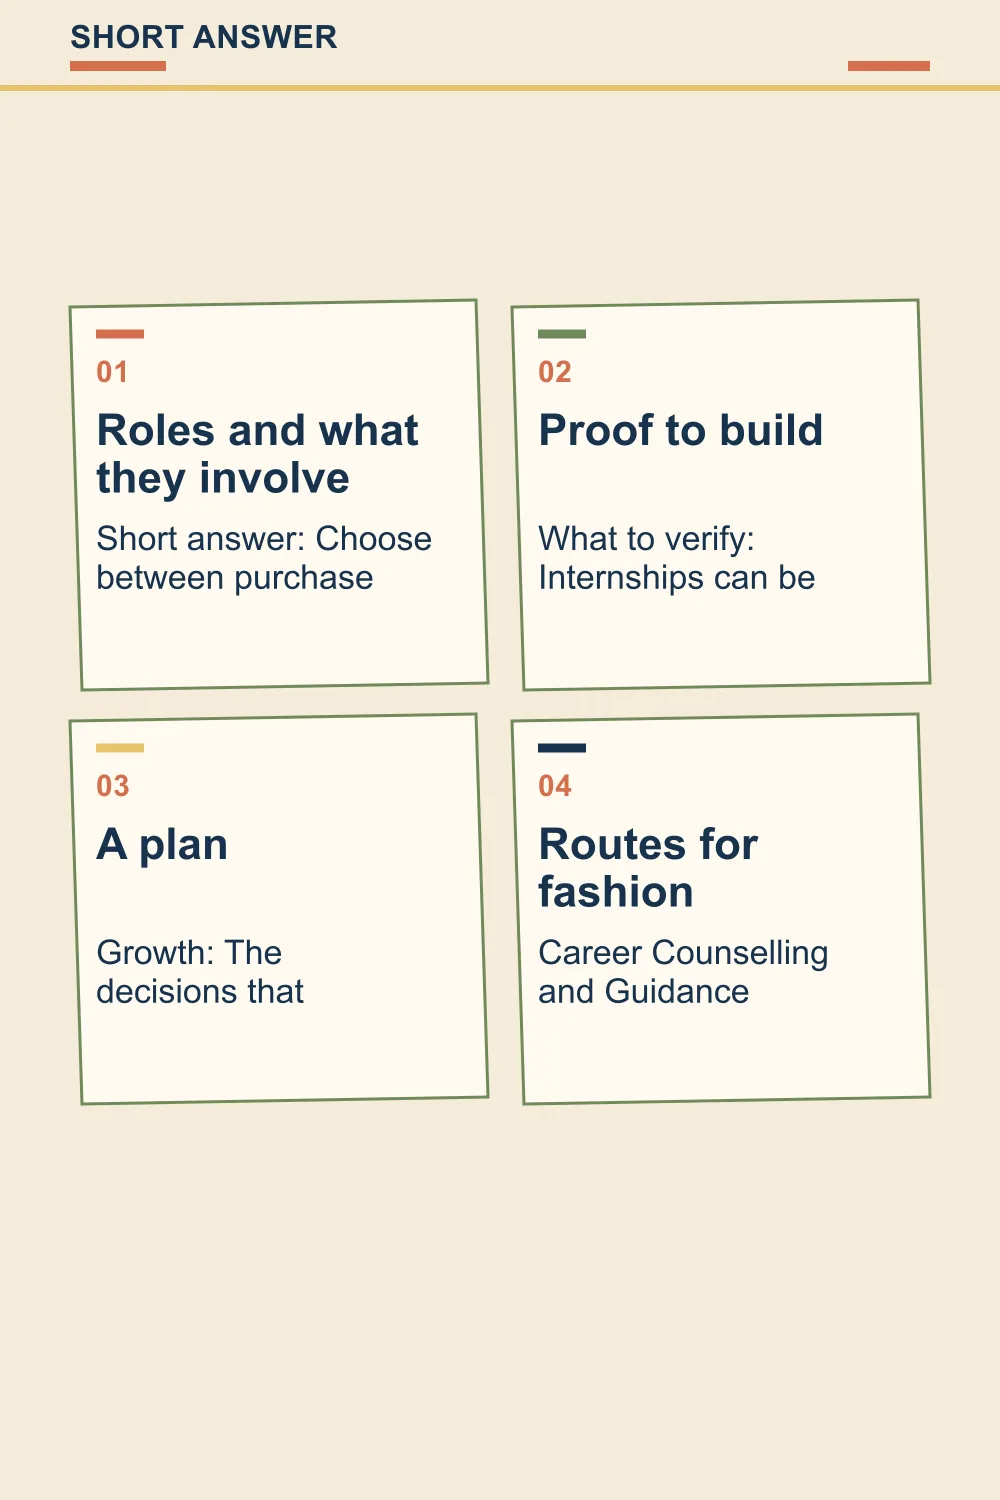 SHORT ANSWER
01
Roles and what
they involve
Short answer: Choose
between purchase
02
Proof to build
What to verify:
Internships can be
03
A plan
Growth: The
decisions that
04
Routes for
fashion
Career Counselling
and Guidance